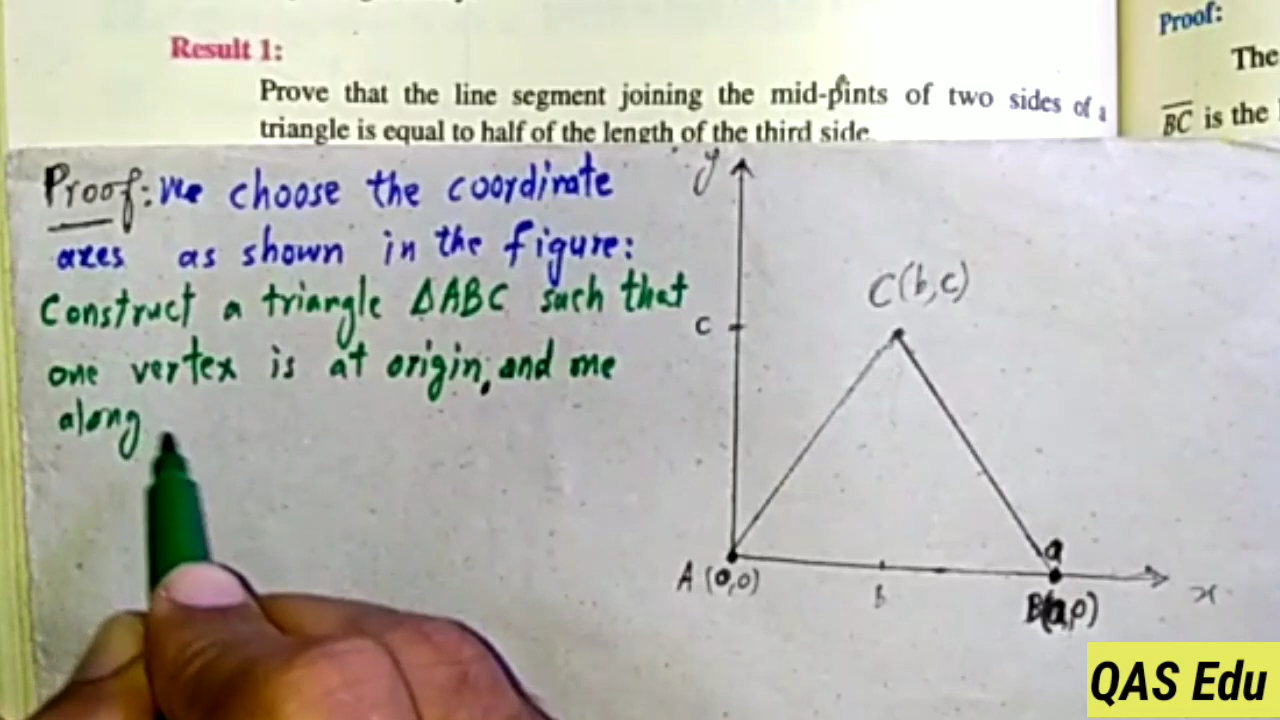 Result 1:
Prove that the line segment joining the mid-pints of two sides of a
triangle is equal to half of the length of the third side.
Proof:
The
BC is the
Proof: We choose the coordinate
axes as shown in the figure:
Construct a triangle ΔABC such that
one vertex is at origin, and one
along
y
C(b,c)
c
a
A (0,0)
b
B(a,0)
x
QAS Edu